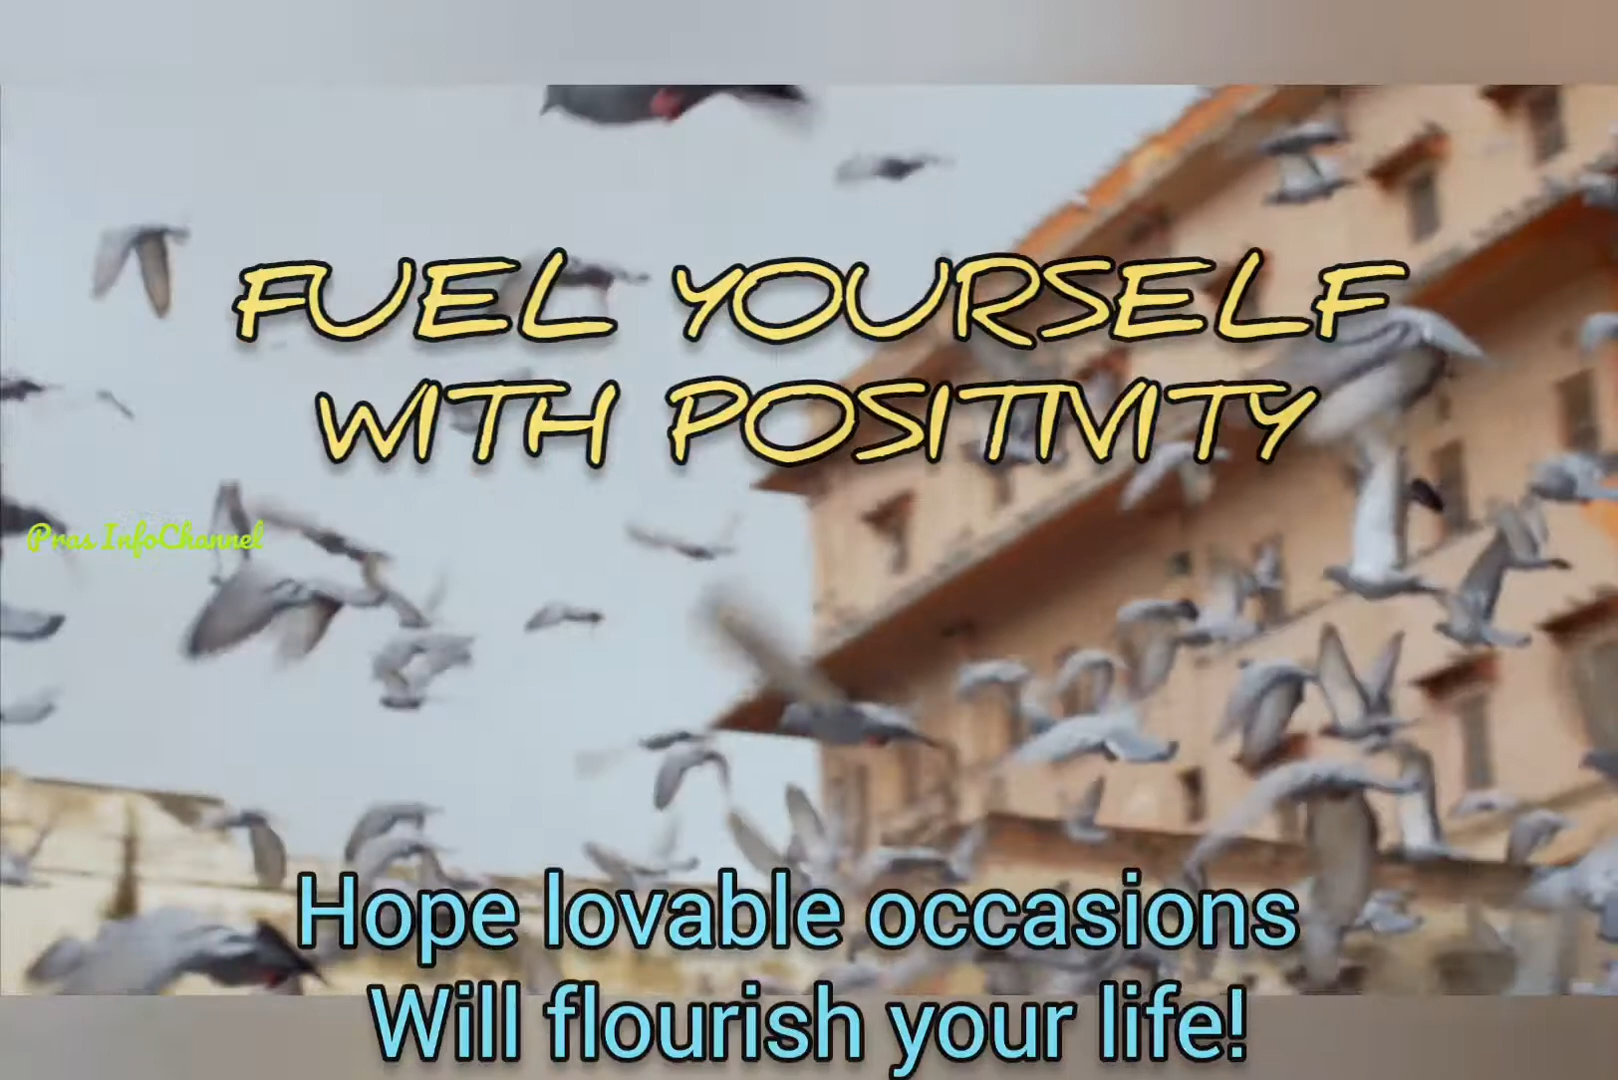 FUEL YOURSELF
WITH POSITIVITY
Pras InfoChannel
Hope lovable occasions
Will flourish your life!